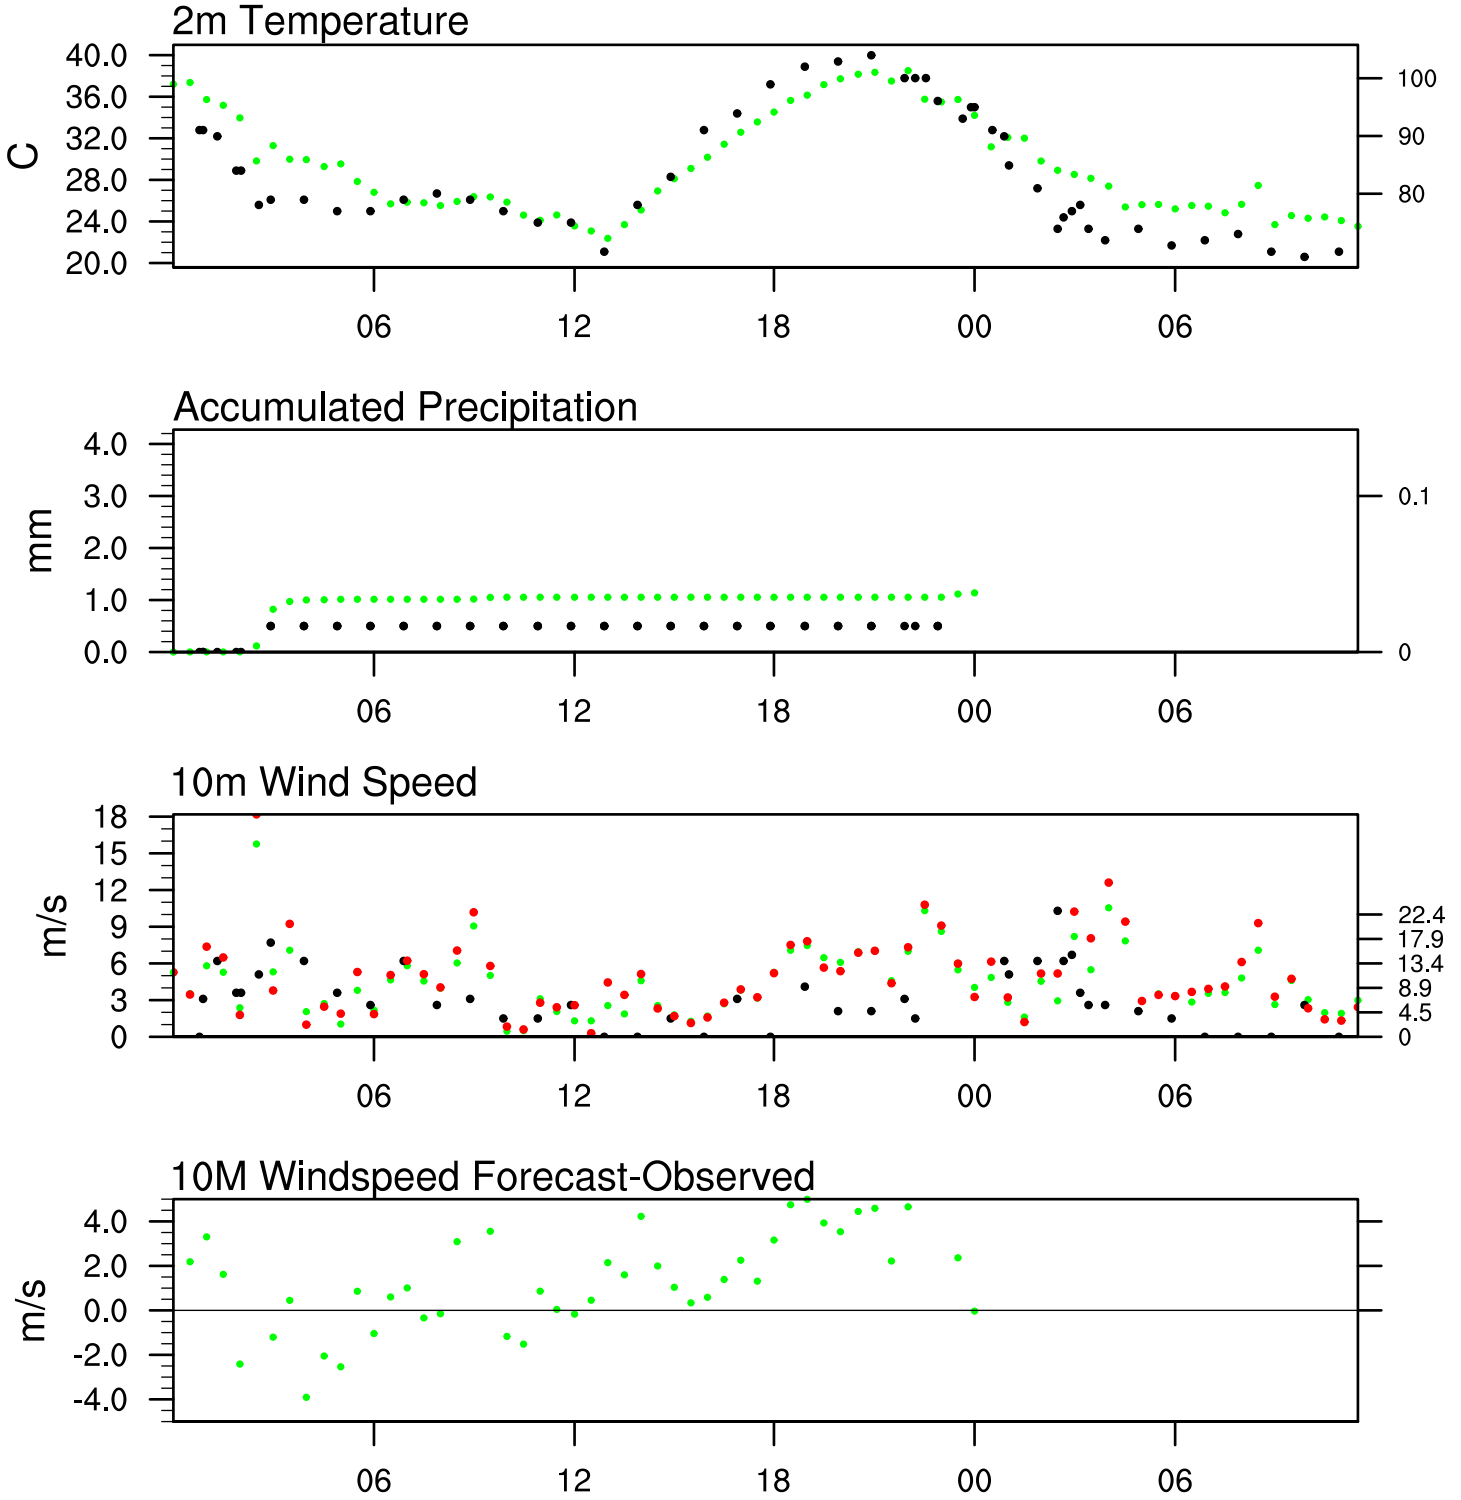 2m Temperature
40.0
36.0
32.0
28.0
24.0
20.0
C
100
90
80
06 12 18 00 06
Accumulated Precipitation
4.0
3.0
2.0
1.0
0.0
mm
0.1
0
06 12 18 00 06
10m Wind Speed
18
15
12
9
6
3
0
m/s
22.4
17.9
13.4
8.9
4.5
0
06 12 18 00 06
10M Windspeed Forecast-Observed
4.0
2.0
0.0
-2.0
-4.0
m/s
06 12 18 00 06